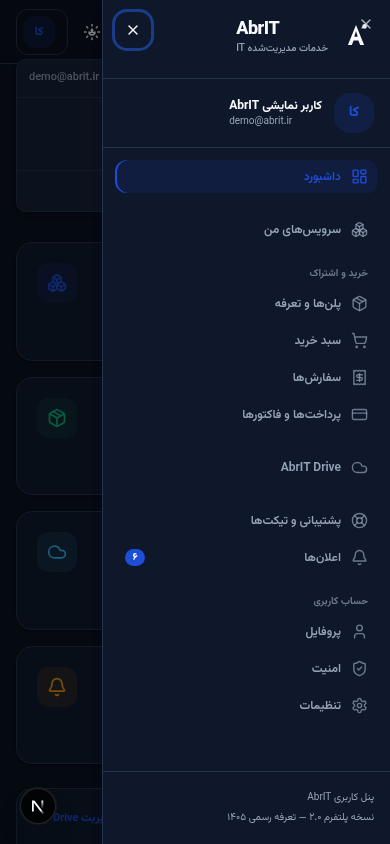 AbrIT
خدمات مدیریت‌شده IT
کا
demo@abrit.ir
کاربر نمایشی AbrIT
demo@abrit.ir
کا
داشبورد
سرویس‌های من
خرید و اشتراک
پلن‌ها و تعرفه
سبد خرید
سفارش‌ها
پرداخت‌ها و فاکتورها
AbrIT Drive
پشتیبانی و تیکت‌ها
اعلان‌ها
۶
حساب کاربری
پروفایل
امنیت
تنظیمات
پنل کاربری AbrIT
نسخه پلتفرم ۲.۰ — تعرفه رسمی ۱۴۰۵
N
Drive